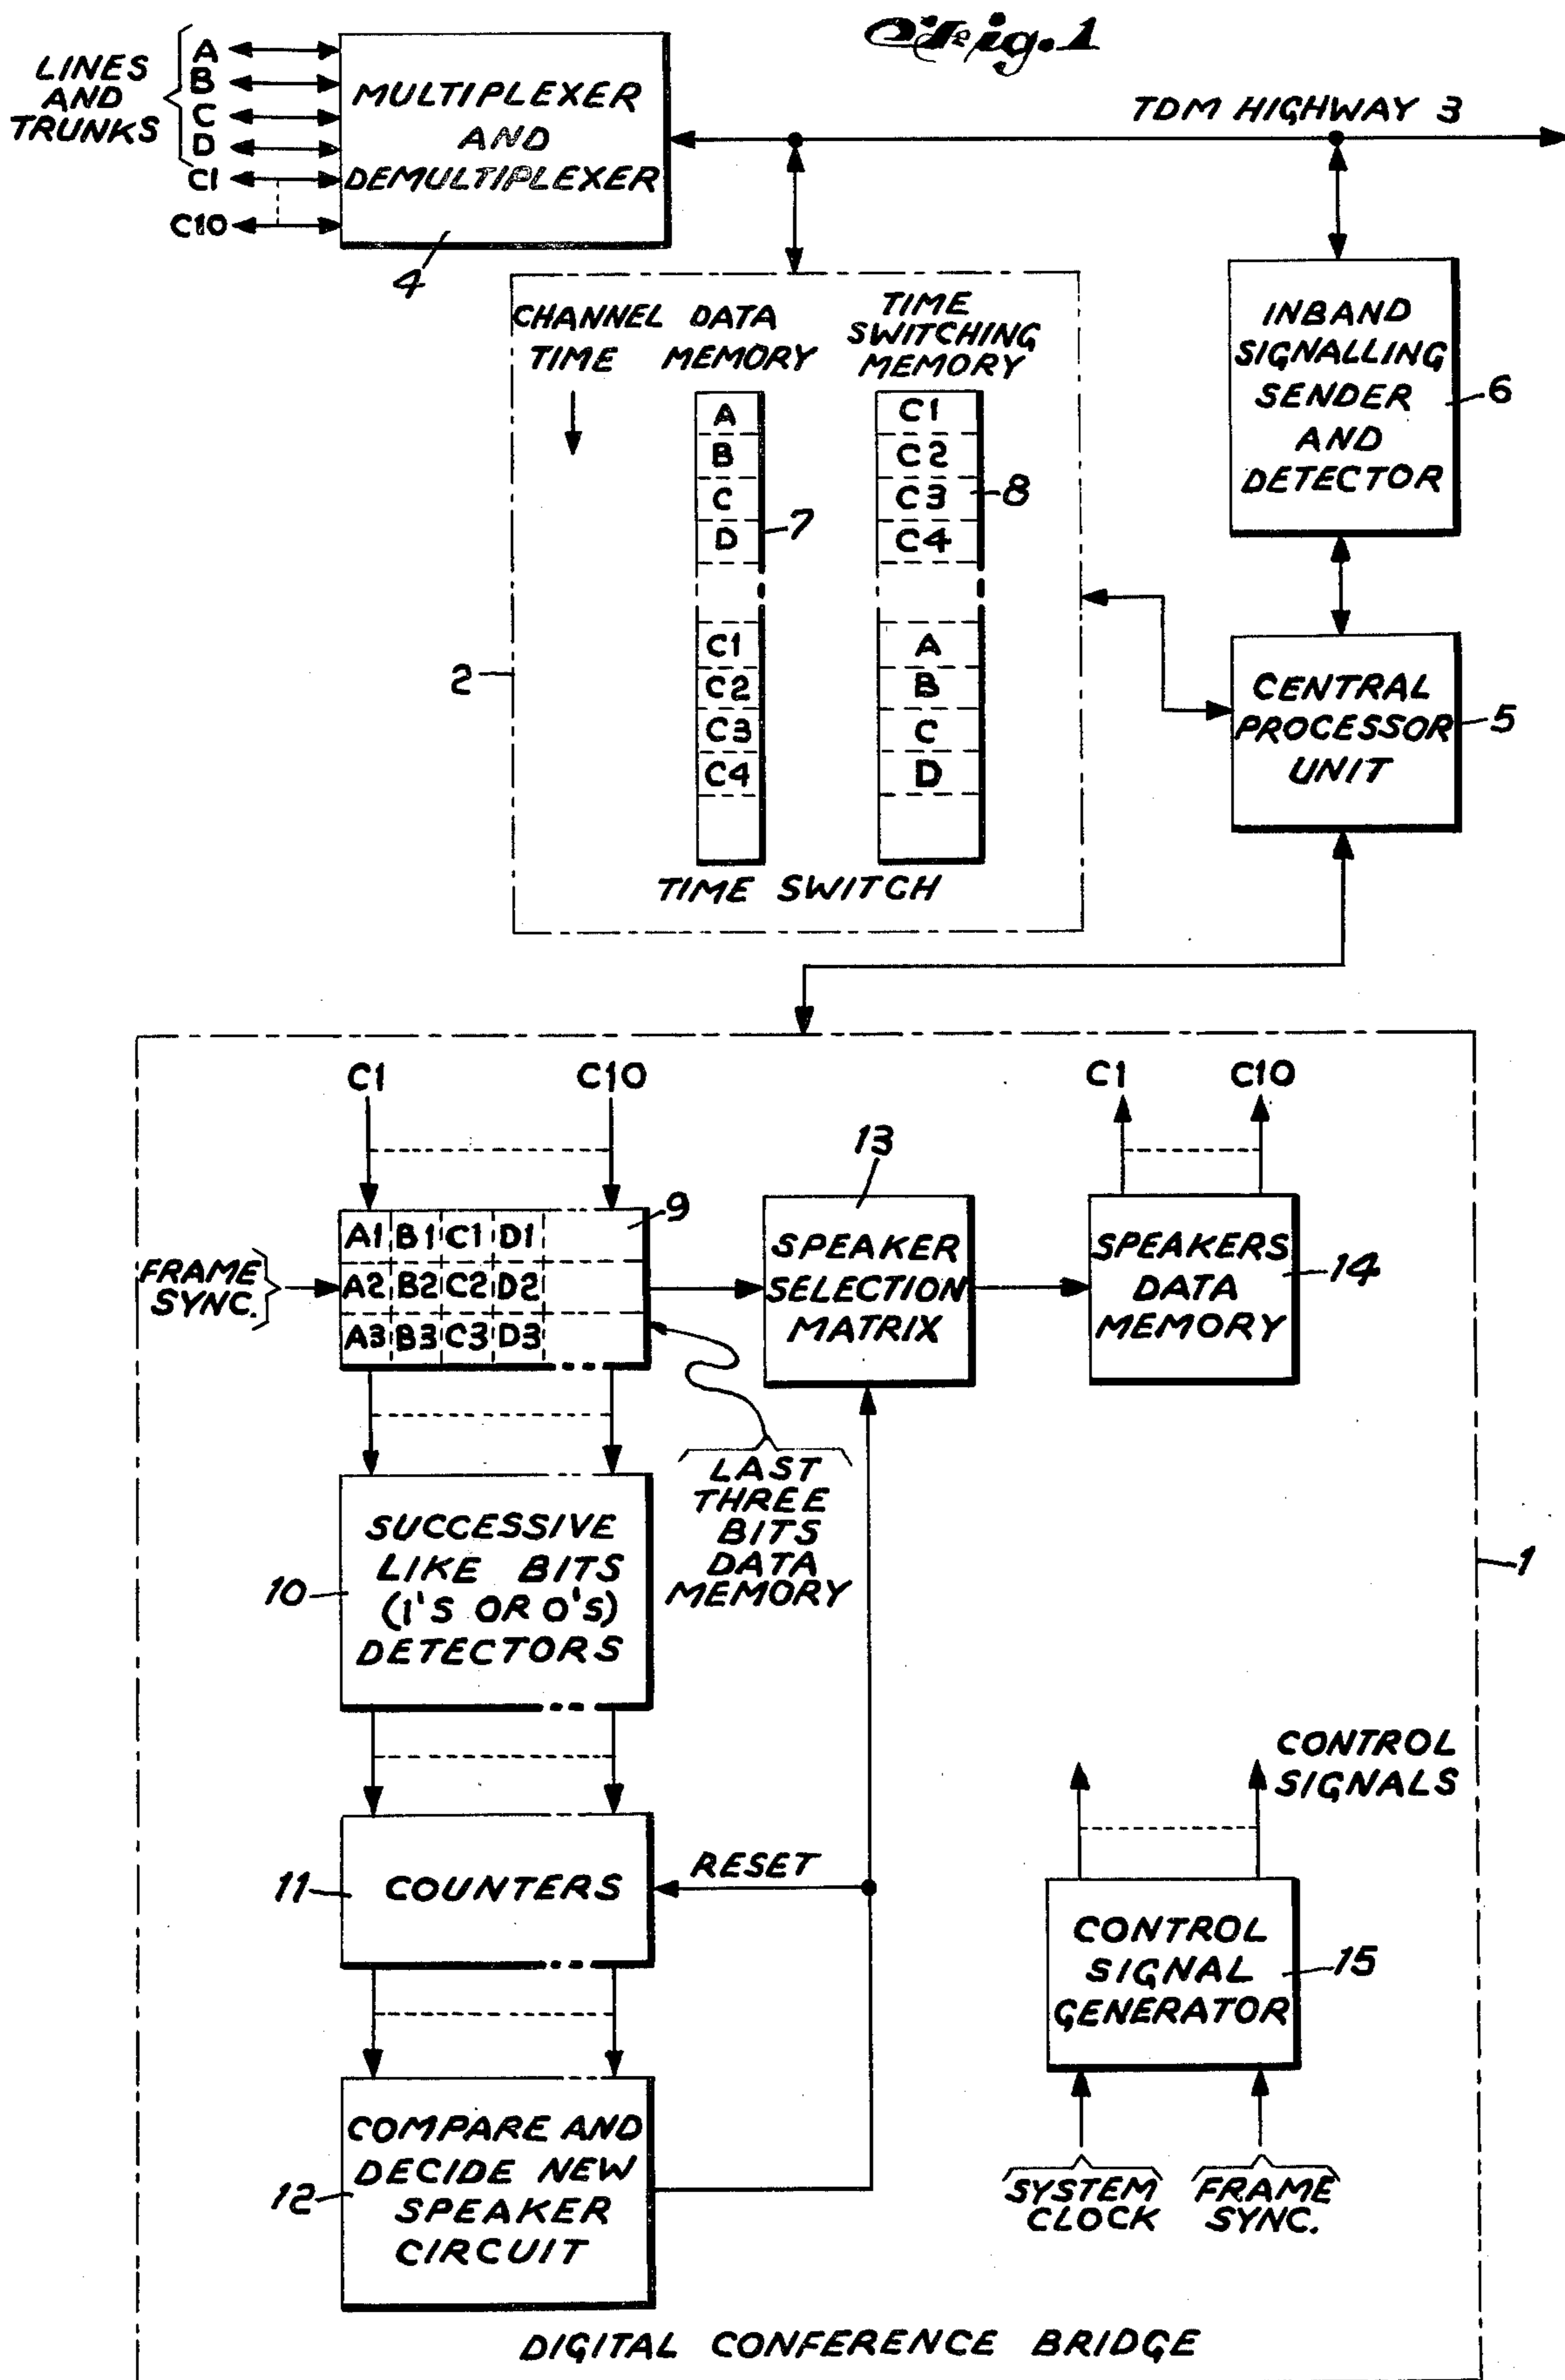 Fig. 1
LINES
AND
TRUNKS
A
B
C
D
C1
C10
MULTIPLEXER
AND
DEMULTIPLEXER
4
TDM HIGHWAY 3
CHANNEL
TIME
DATA
MEMORY
TIME
SWITCHING
MEMORY
A
B
C
D
7
C1
C2
C3
C4
C1
C2
C3
C4
8
A
B
C
D
2
TIME SWITCH
INBAND
SIGNALLING
SENDER
AND
DETECTOR
6
CENTRAL
PROCESSOR
UNIT
5
C1
C10
FRAME
SYNC.
A1 B1 C1 D1
A2 B2 C2 D2
A3 B3 C3 D3
9
LAST
THREE
BITS
DATA
MEMORY
13
SPEAKER
SELECTION
MATRIX
C1
C10
SPEAKERS
DATA
MEMORY
14
SUCCESSIVE
LIKE BITS
(1'S OR 0'S)
DETECTORS
10
1
COUNTERS
11
RESET
COMPARE AND
DECIDE NEW
SPEAKER
CIRCUIT
12
CONTROL
SIGNALS
CONTROL
SIGNAL
GENERATOR
15
SYSTEM
CLOCK
FRAME
SYNC.
DIGITAL CONFERENCE BRIDGE